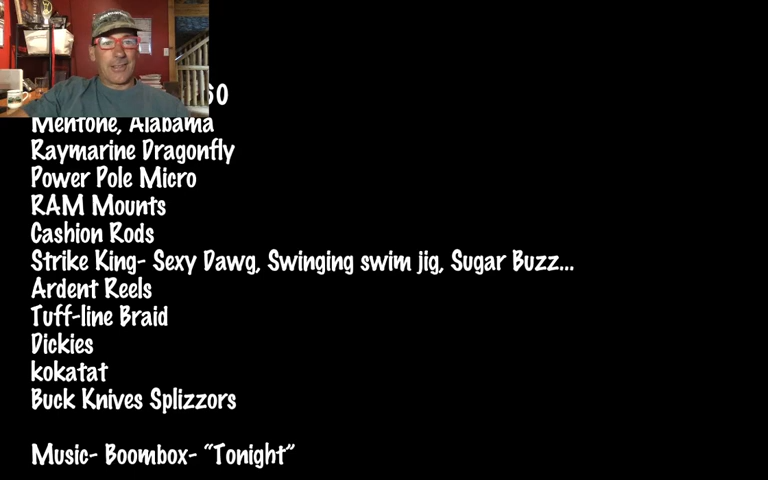 60
Mentone, Alabama
Raymarine Dragonfly
Power Pole Micro
RAM Mounts
Cashion Rods
Strike King- Sexy Dawg, Swinging swim jig, Sugar Buzz...
Ardent Reels
Tuff-line Braid
Dickies
kokatat
Buck Knives Splizzors
Music- Boombox- “Tonight”